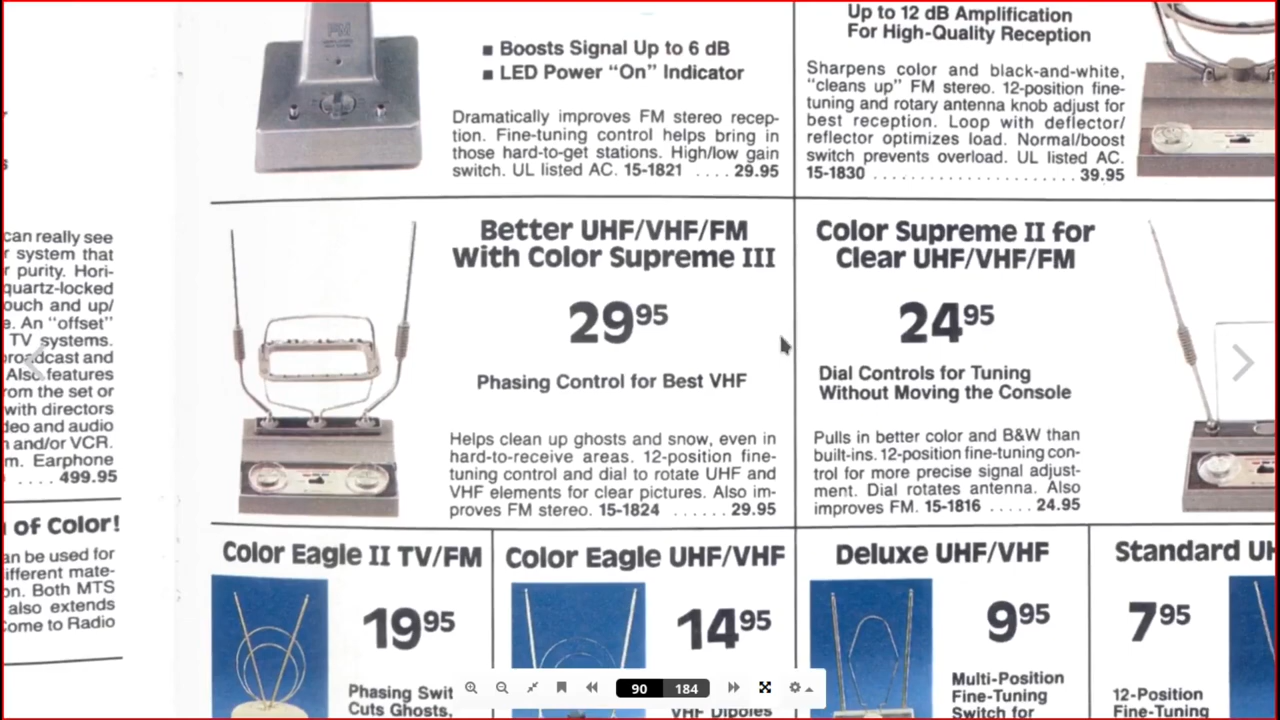 can really see
system that
purity. Hori-
quartz-locked
ouch and up/
e. An "offset"
TV systems.
broadcast and
Also features
rom the set or
with directors
deo and audio
and/or VCR.
m. Earphone
.... 499.95
of Color!
an be used for
ifferent mate-
on. Both MTS
also extends
Come to Radio
FM
■ Boosts Signal Up to 6 dB
■ LED Power "On" Indicator
Dramatically improves FM stereo recep-
tion. Fine-tuning control helps bring in
those hard-to-get stations. High/low gain
switch. UL listed AC. 15-1821 .... 29.95
Up to 12 dB Amplification
For High-Quality Reception
Sharpens color and black-and-white,
"cleans up" FM stereo. 12-position fine-
tuning and rotary antenna knob adjust for
best reception. Loop with deflector/
reflector optimizes load. Normal/boost
switch prevents overload. UL listed AC.
15-1830 ........................ 39.95
Better UHF/VHF/FM
With Color Supreme III
2995
Phasing Control for Best VHF
Helps clean up ghosts and snow, even in
hard-to-receive areas. 12-position fine-
tuning control and dial to rotate UHF and
VHF elements for clear pictures. Also im-
proves FM stereo. 15-1824 ...... 29.95
Color Supreme II for
Clear UHF/VHF/FM
2495
Dial Controls for Tuning
Without Moving the Console
Pulls in better color and B&W than
built-ins. 12-position fine-tuning con-
trol for more precise signal adjust-
ment. Dial rotates antenna. Also
improves FM. 15-1816 ..... 24.95
Color Eagle II TV/FM
1995
Phasing Swit
Cuts Ghosts,
Color Eagle UHF/VHF
1495
VHF Dipoles
Deluxe UHF/VHF
995
Multi-Position
Fine-Tuning
Switch for
Standard UH
795
12-Position
Fine-Tuning
90 184